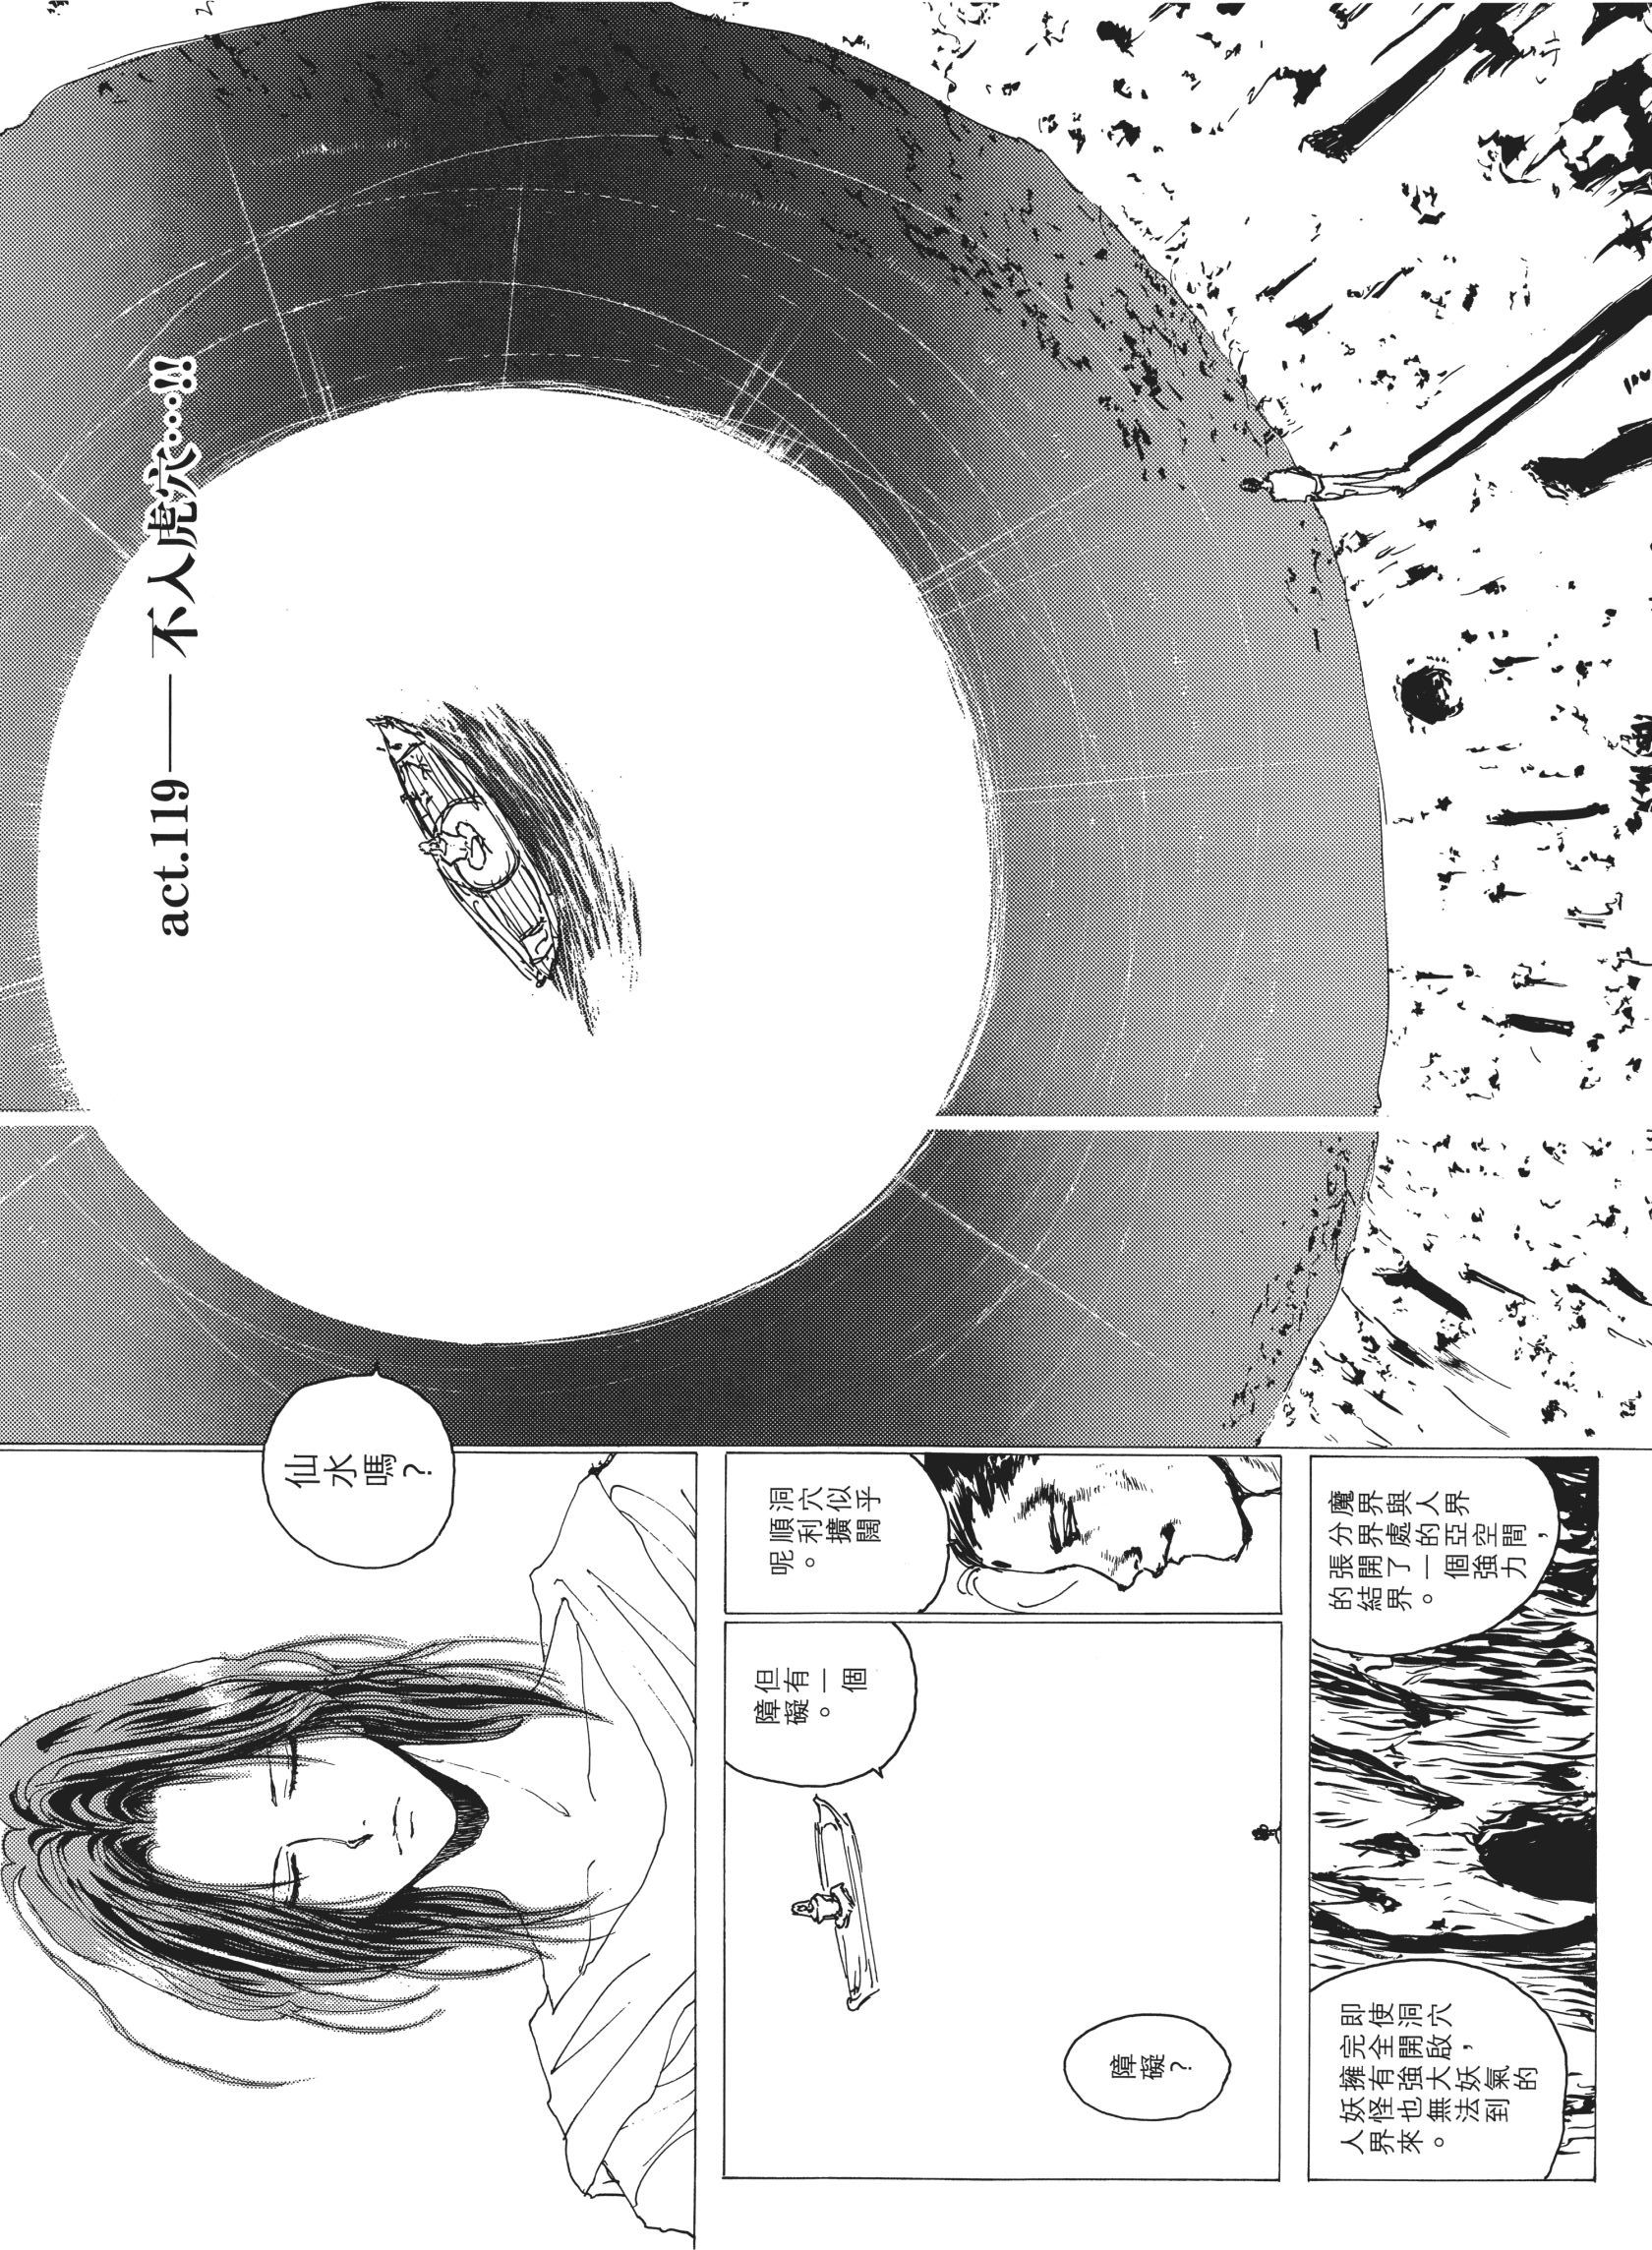 act.119——不入虎穴…!!
仙水嗎?
洞穴似乎
順利擴闊
呢。
但有一個
障礙。
障礙?
魔界與人界
分界處的亞空間，
張開了一個強力
的結界。
即使洞穴
完全開啟，
擁有強大妖氣的
妖怪也無法到
人界來。